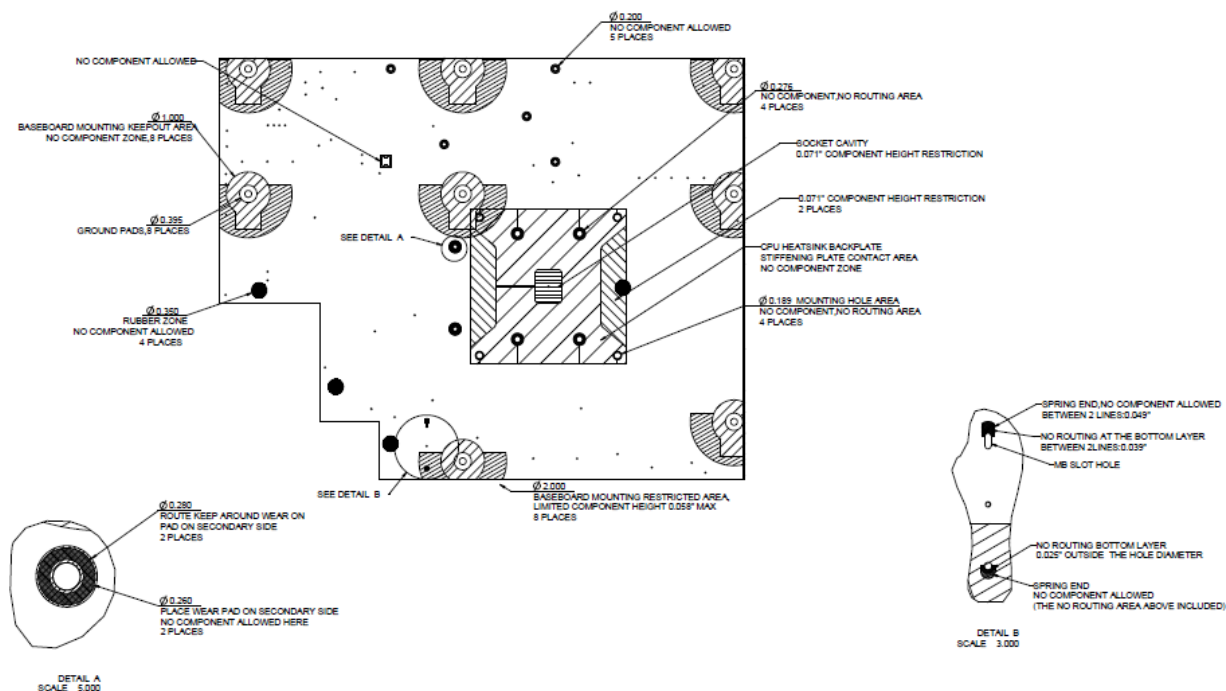 Ø 0.200
NO COMPONENT ALLOWED
5 PLACES
NO COMPONENT ALLOWED
Ø 0.276
NO COMPONENT,NO ROUTING AREA
4 PLACES
Ø 1.000
BASEBOARD MOUNTING KEEPOUT AREA
NO COMPONENT ZONE,8 PLACES
SOCKET CAVITY
0.071" COMPONENT HEIGHT RESTRICTION
0.071" COMPONENT HEIGHT RESTRICTION
2 PLACES
Ø 0.395
GROUND PADS,8 PLACES
SEE DETAIL A
CPU HEATSINK BACKPLATE
STIFFENING PLATE CONTACT AREA
NO COMPONENT ZONE
Ø 0.350
RUBBER ZONE
NO COMPONENT ALLOWED
4 PLACES
Ø 0.189 MOUNTING HOLE AREA
NO COMPONENT,NO ROUTING AREA
4 PLACES
SPRING END,NO COMPONENT ALLOWED
BETWEEN 2 LINES:0.049"
NO ROUTING AT THE BOTTOM LAYER
BETWEEN 2LINES:0.039"
MB SLOT HOLE
SEE DETAIL B
Ø 2.000
BASEBOARD MOUNTING RESTRICTED AREA,
LIMITED COMPONENT HEIGHT 0.058" MAX
8 PLACES
Ø 0.280
ROUTE KEEP AROUND WEAR ON
PAD ON SECONDARY SIDE
2 PLACES
Ø 0.260
PLACE WEAR PAD ON SECONDARY SIDE
NO COMPONENT ALLOWED HERE
2 PLACES
NO ROUTING BOTTOM LAYER
0.025" OUTSIDE THE HOLE DIAMETER
SPRING END
NO COMPONENT ALLOWED
(THE NO ROUTING AREA ABOVE INCLUDED)
DETAIL B
SCALE 3.000
DETAIL A
SCALE 5.000